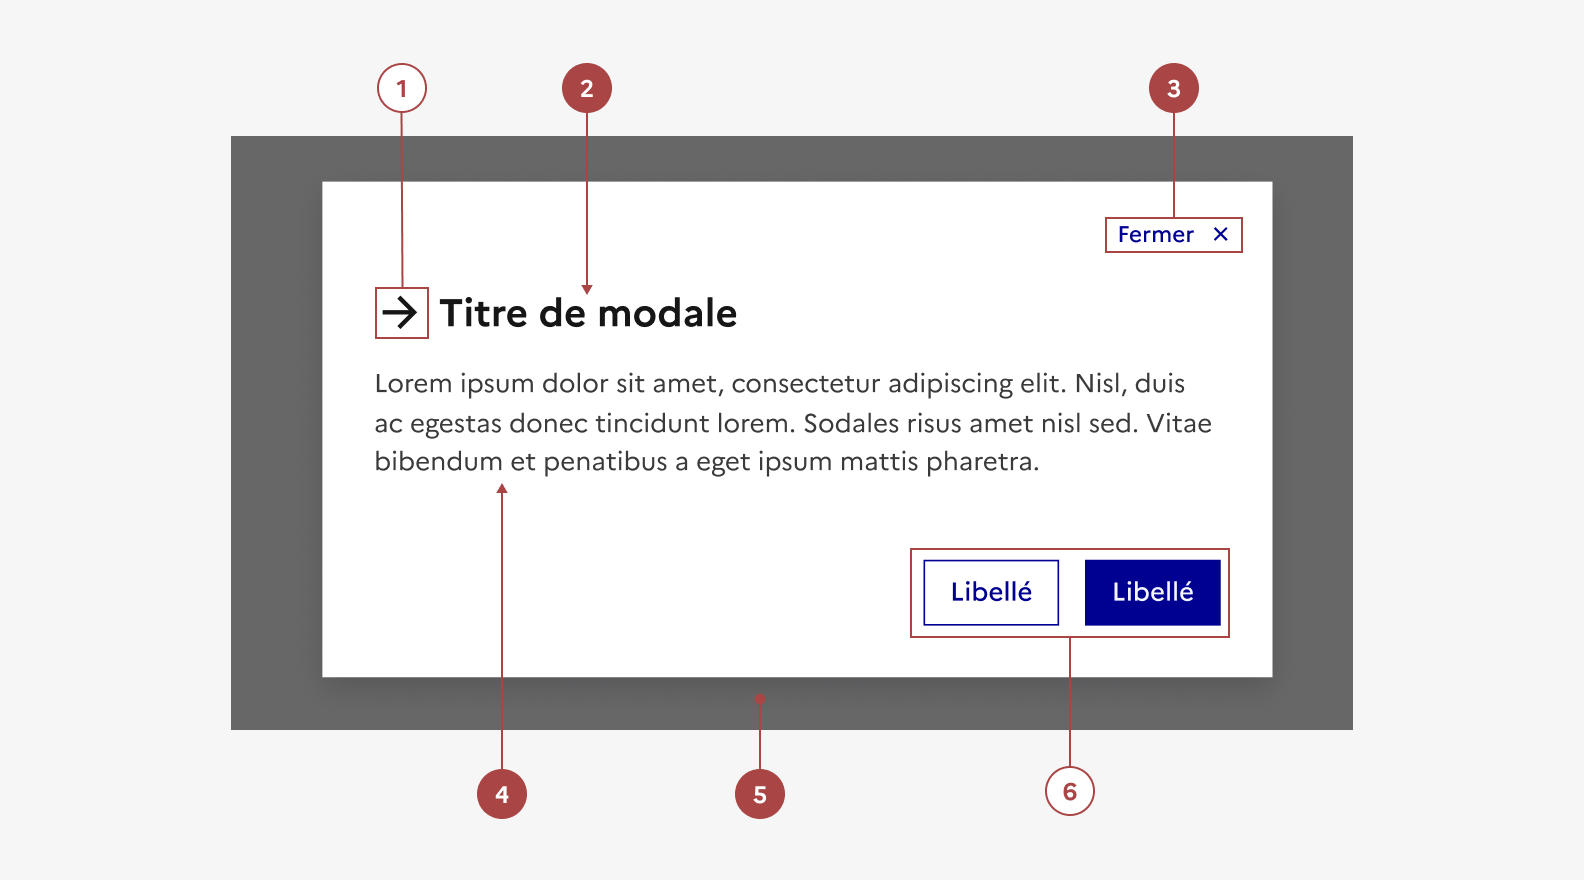 1
2
3
Fermer ×
→ Titre de modale
Lorem ipsum dolor sit amet, consectetur adipiscing elit. Nisl, duis
ac egestas donec tincidunt lorem. Sodales risus amet nisl sed. Vitae
bibendum et penatibus a eget ipsum mattis pharetra.
Libellé
Libellé
4
5
6